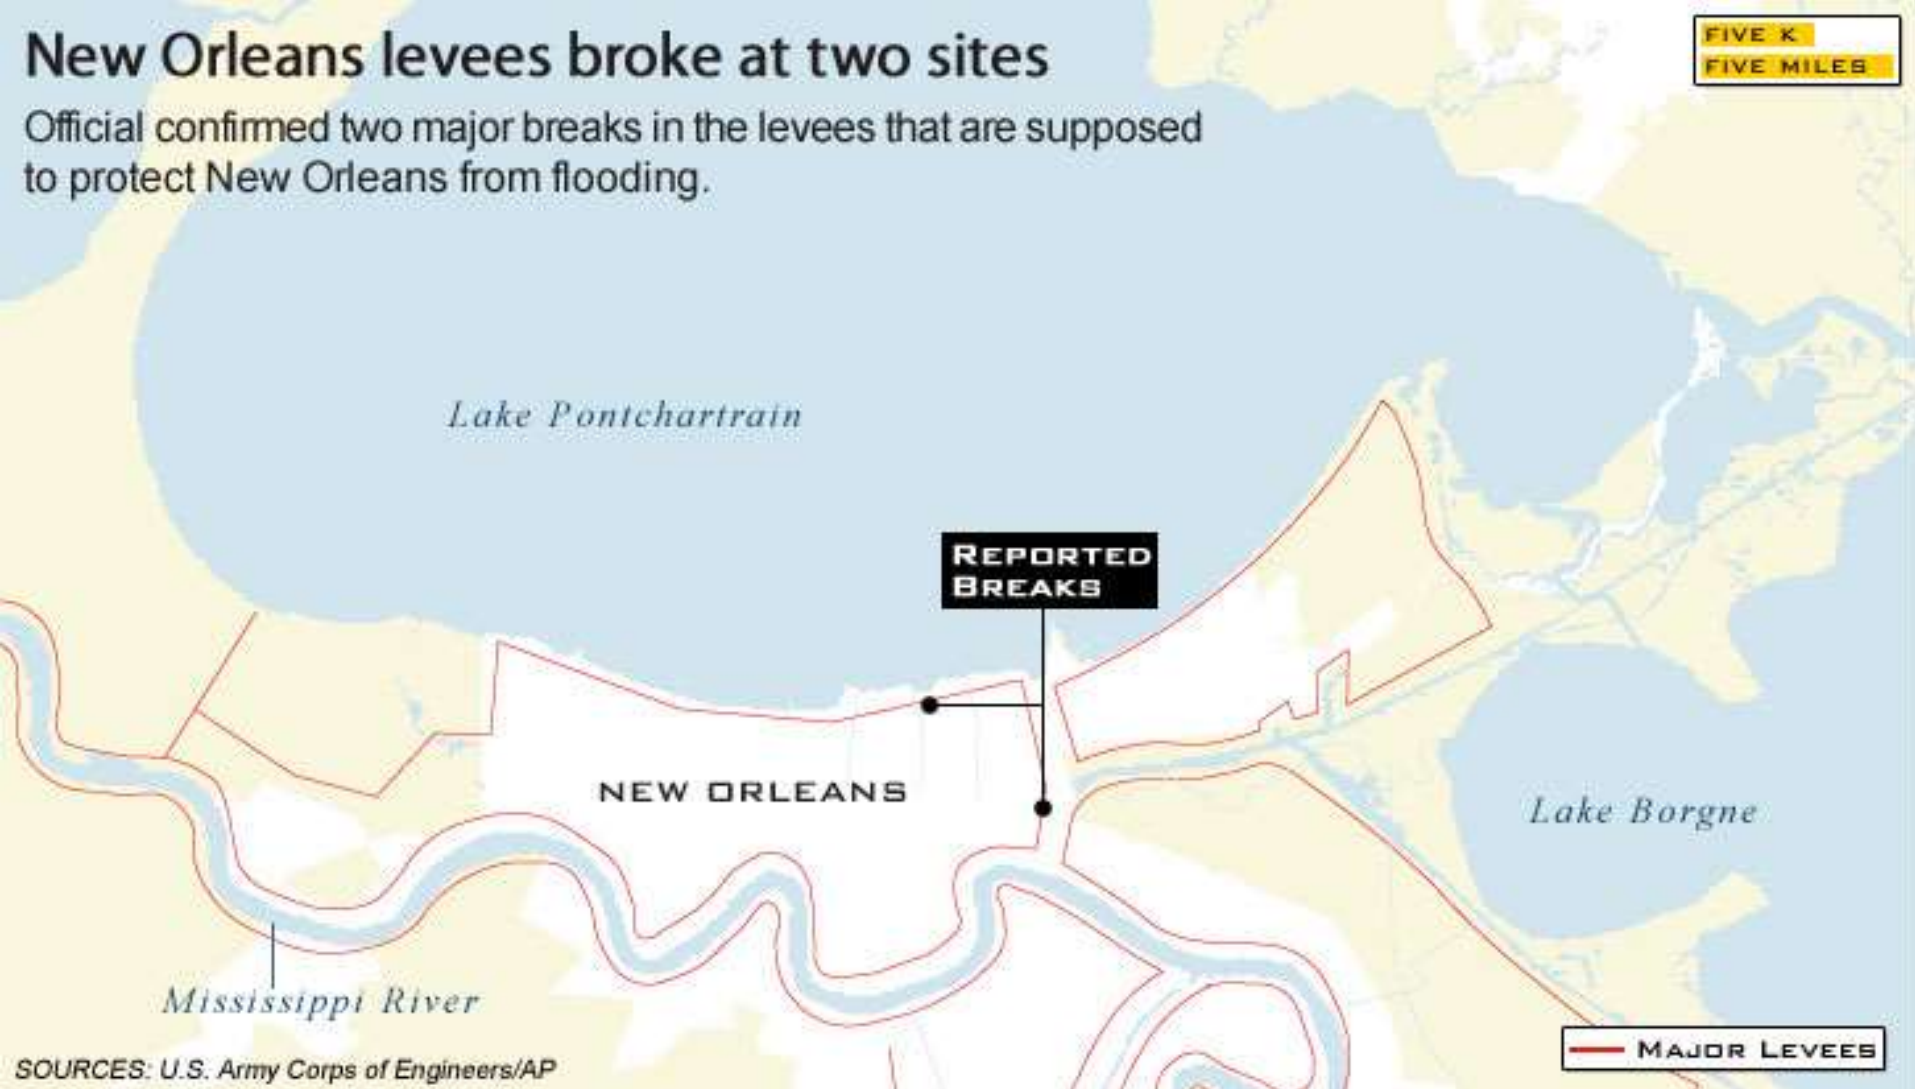 New Orleans levees broke at two sites
Official confirmed two major breaks in the levees that are supposed
to protect New Orleans from flooding.
FIVE K
FIVE MILES
Lake Pontchartrain
REPORTED
BREAKS
NEW ORLEANS
Lake Borgne
Mississippi River
MAJOR LEVEES
SOURCES: U.S. Army Corps of Engineers/AP